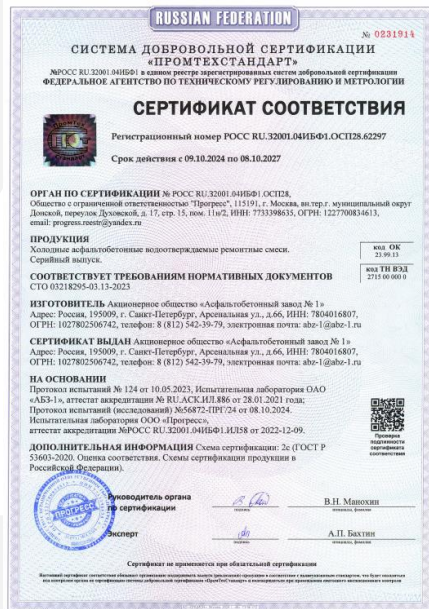 RUSSIAN FEDERATION
№ 0231914
СИСТЕМА ДОБРОВОЛЬНОЙ СЕРТИФИКАЦИИ
«ПРОМТЕХСТАНДАРТ»
№РОСС RU.32001.04ИБФ1 в едином реестре зарегистрированных систем добровольной сертификации
ФЕДЕРАЛЬНОЕ АГЕНТСТВО ПО ТЕХНИЧЕСКОМУ РЕГУЛИРОВАНИЮ И МЕТРОЛОГИИ
СЕРТИФИКАТ СООТВЕТСТВИЯ
Регистрационный номер РОСС RU.32001.04ИБФ1.ОСП28.62297
Срок действия с 09.10.2024 по 08.10.2027
ОРГАН ПО СЕРТИФИКАЦИИ № РОСС RU.32001.04ИБФ1.ОСП28,
Общество с ограниченной ответственностью "Прогресс", 115191, г. Москва, вн.тер.г. муниципальный округ
Донской, переулок Духовской, д. 17, стр. 15, пом. 11н/2, ИНН: 7733398635, ОГРН: 1227700834613,
email: progress.reestr@yandex.ru
ПРОДУКЦИЯ
Холодные асфальтобетонные водоотверждаемые ремонтные смеси.
Серийный выпуск.
код ОК
23.99.13
СООТВЕТСТВУЕТ ТРЕБОВАНИЯМ НОРМАТИВНЫХ ДОКУМЕНТОВ
СТО 03218295-03.13-2023
код ТН ВЭД
2715 00 000 0
ИЗГОТОВИТЕЛЬ Акционерное общество «Асфальтобетонный завод № 1»
Адрес: Россия, 195009, г. Санкт-Петербург, Арсенальная ул., д.66, ИНН: 7804016807,
ОГРН: 1027802506742, телефон: 8 (812) 542-39-79, электронная почта: abz-1@abz-1.ru
СЕРТИФИКАТ ВЫДАН Акционерное общество «Асфальтобетонный завод № 1»
Адрес: Россия, 195009, г. Санкт-Петербург, Арсенальная ул., д.66, ИНН: 7804016807,
ОГРН: 1027802506742, телефон: 8 (812) 542-39-79, электронная почта: abz-1@abz-1.ru
НА ОСНОВАНИИ
Протокол испытаний № 124 от 10.05.2023, Испытательная лаборатория ОАО
«АБЗ-1», аттестат аккредитации № RU.АСК.ИЛ.886 от 28.01.2021 года;
Протокол испытаний (исследований) №56872-ПРГ/24 от 08.10.2024.
Испытательная лаборатория ООО «Прогресс»,
аттестат аккредитации №РОСС RU.32001.04ИБФ1.ИЛ58 от 2022-12-09.
Проверка
подлинности
сертификата
соответствия
ДОПОЛНИТЕЛЬНАЯ ИНФОРМАЦИЯ Схема сертификации: 2с (ГОСТ Р
53603-2020. Оценка соответствия. Схемы сертификации продукции в
Российской Федерации).
ПРОГРЕСС
Руководитель органа
по сертификации
подпись
В.Н. Манохин
инициалы, фамилия
Эксперт
подпись
А.П. Бахтин
инициалы, фамилия
Сертификат не применяется при обязательной сертификации